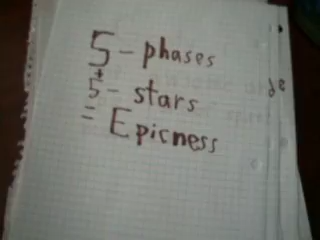 5 - phases
+
5 - stars
= Epicness